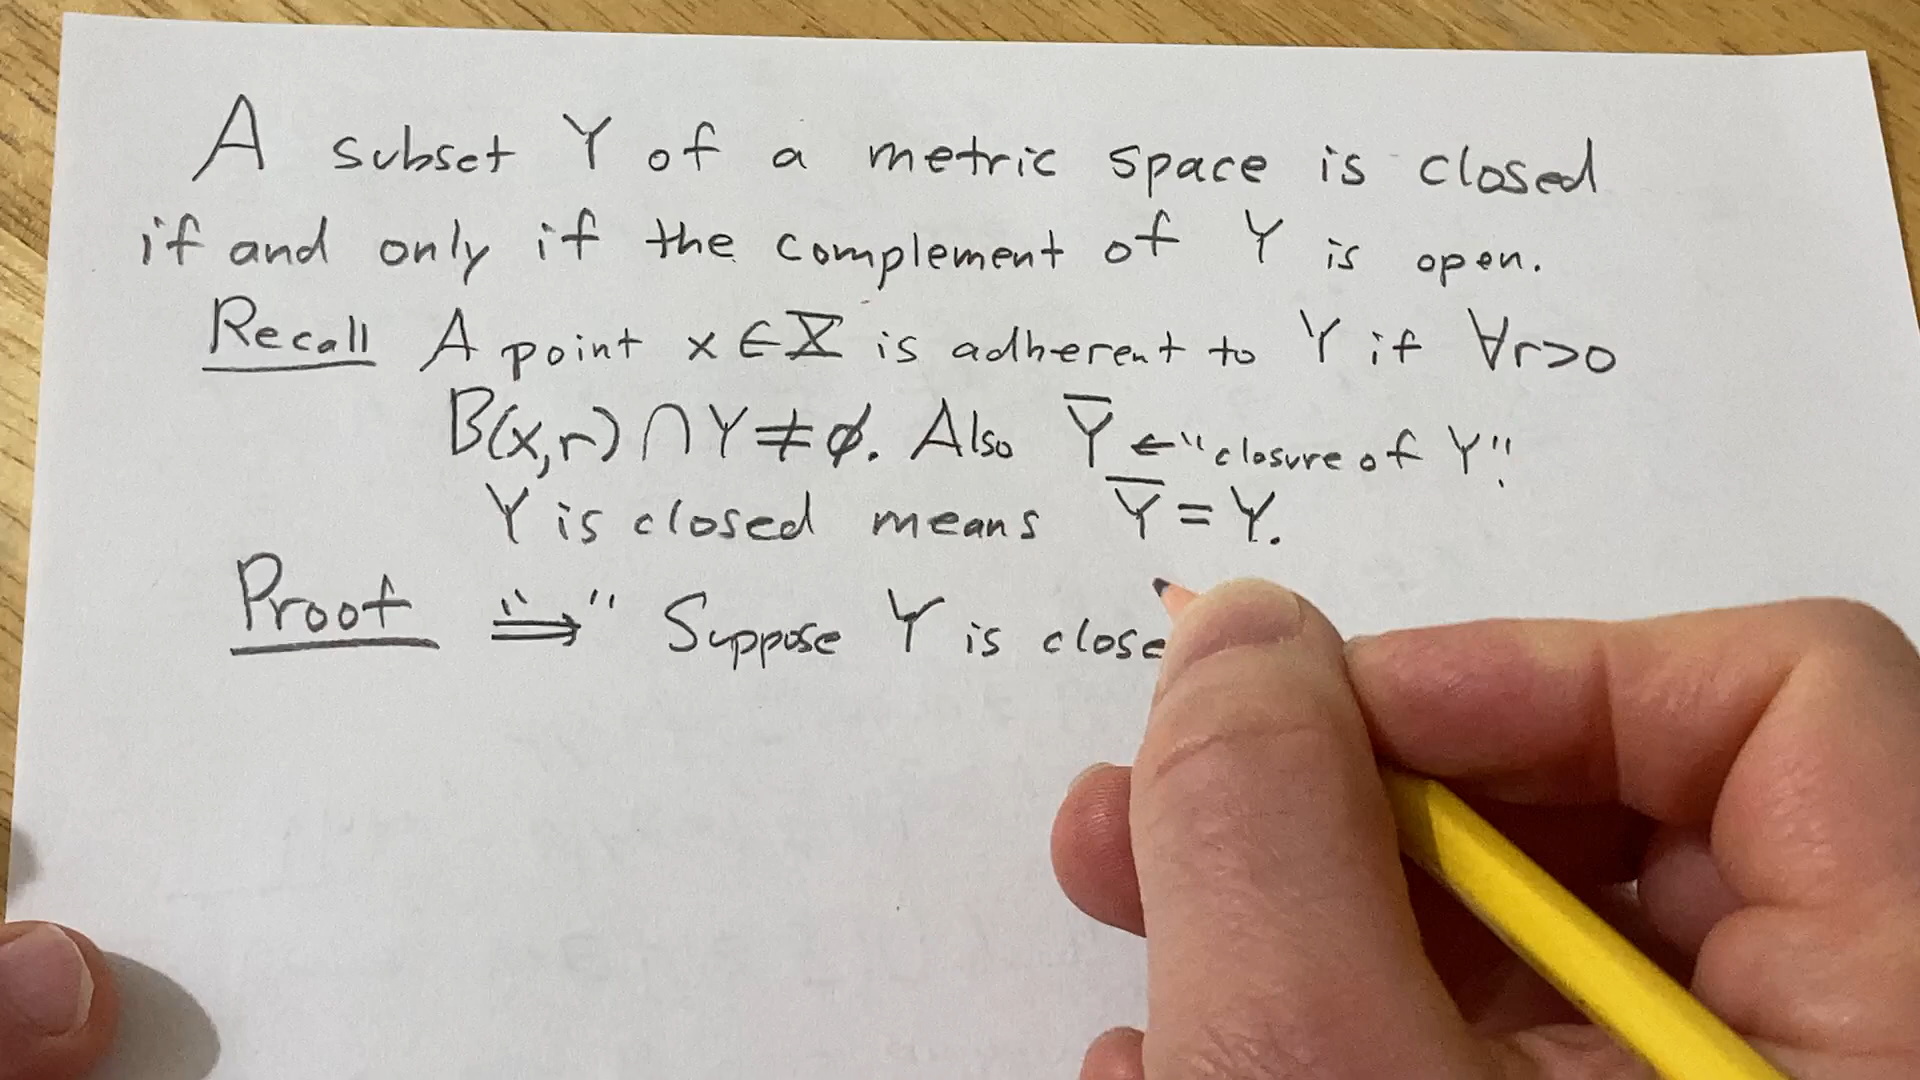 A subset Y of a metric space is closed
if and only if the complement of Y is open.
Recall A point x ∈ X is adherent to Y if ∀r>0
B(x,r) ∩ Y ≠ ∅. Also Y̅ ← "closure of Y".
Y is closed means Y̅ = Y.
Proof "⇒" Suppose Y is close